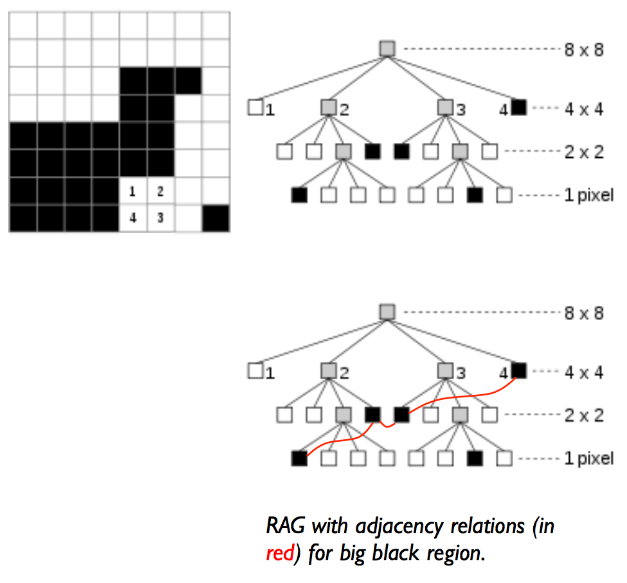 8 x 8
1 2 3 4 4 x 4
2 x 2
1 2
1 pixel
4 3
8 x 8
1 2 3 4 4 x 4
2 x 2
1 pixel
RAG with adjacency relations (in
red) for big black region.